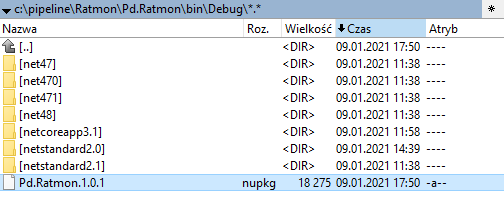 c:\pipeline\Ratmon\Pd.Ratmon\bin\Debug\*.* *
Nazwa Roz. Wielkość Czas Atryb
[..] <DIR> 09.01.2021 17:50 ----
[net47] <DIR> 09.01.2021 11:38 ----
[net470] <DIR> 09.01.2021 11:38 ----
[net471] <DIR> 09.01.2021 11:38 ----
[net48] <DIR> 09.01.2021 11:38 ----
[netcoreapp3.1] <DIR> 09.01.2021 11:58 ----
[netstandard2.0] <DIR> 09.01.2021 14:39 ----
[netstandard2.1] <DIR> 09.01.2021 11:38 ----
Pd.Ratmon.1.0.1 nupkg 18 275 09.01.2021 17:50 -a--